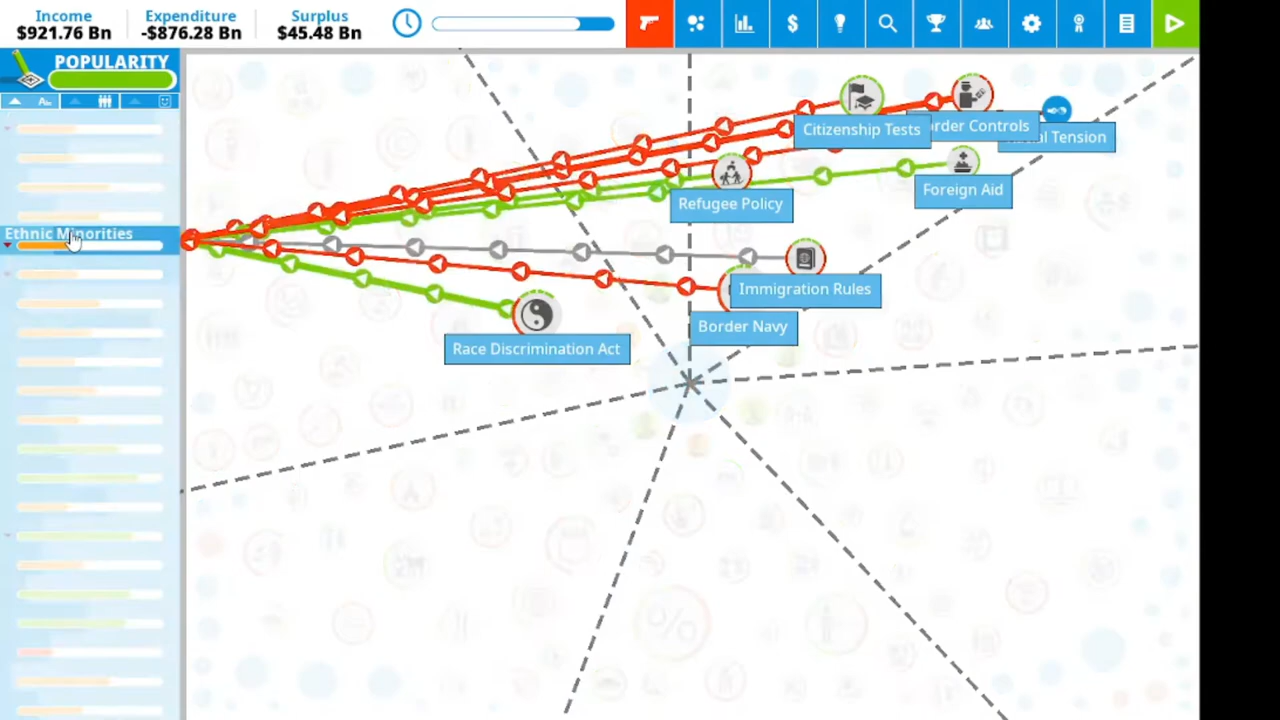 Income
$921.76 Bn
Expenditure
-$876.28 Bn
Surplus
$45.48 Bn
POPULARITY
Citizenship Tests
order Controls
Tension
Foreign Aid
Refugee Policy
Ethnic Minorities
Immigration Rules
Border Navy
Race Discrimination Act